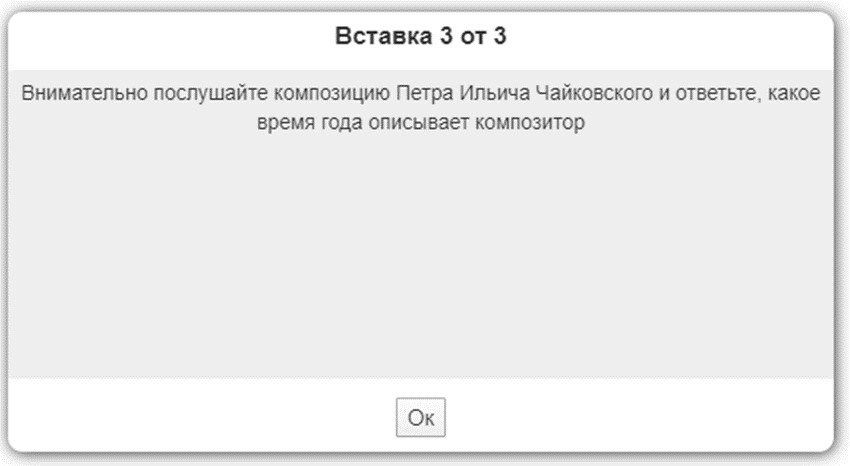 Вставка 3 от 3
Внимательно послушайте композицию Петра Ильича Чайковского и ответьте, какое
время года описывает композитор
Ок